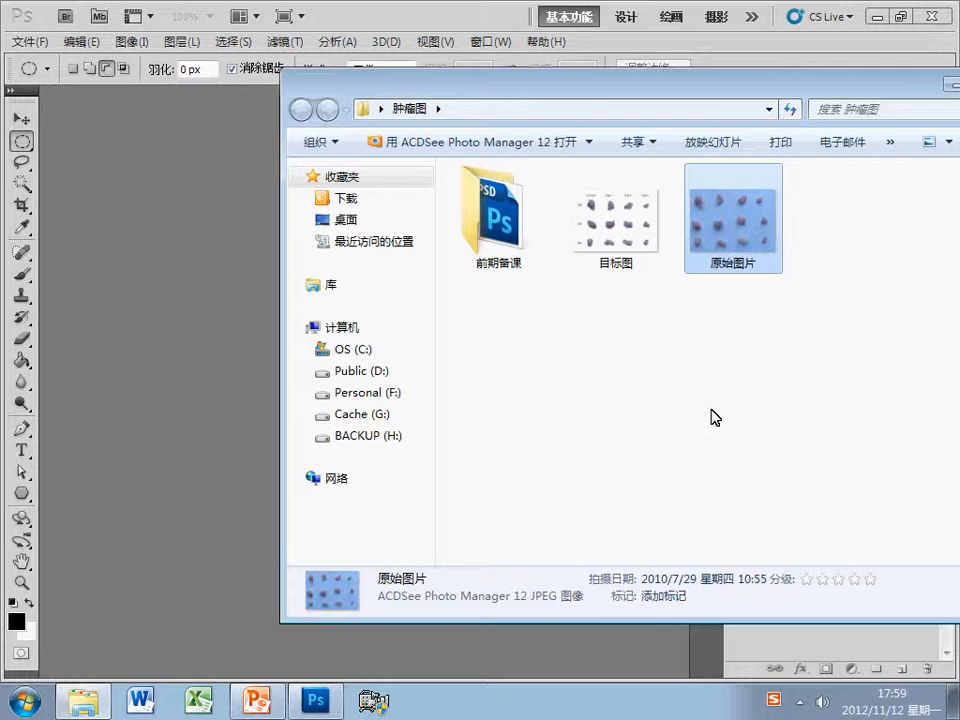 Ps Br Mb 100% 基本功能 设计 绘画 摄影 CS Live
文件(F) 编辑(E) 图像(I) 图层(L) 选择(S) 滤镜(T) 分析(A) 3D(D) 视图(V) 窗口(W) 帮助(H)
羽化: 0 px 消除锯齿
肿瘤图 搜索 肿瘤图
组织 用 ACDSee Photo Manager 12 打开 共享 放映幻灯片 打印 电子邮件
收藏夹
下载
桌面
最近访问的位置
库
计算机
OS (C:)
Public (D:)
Personal (F:)
Cache (G:)
BACKUP (H:)
网络
PSD
Ps
前期备课 目标图 原始图片
原始图片 拍摄日期: 2010/7/29 星期四 10:55 分级:
ACDSee Photo Manager 12 JPEG 图像 标记: 添加标记
Ps
17:59
2012/11/12 星期一